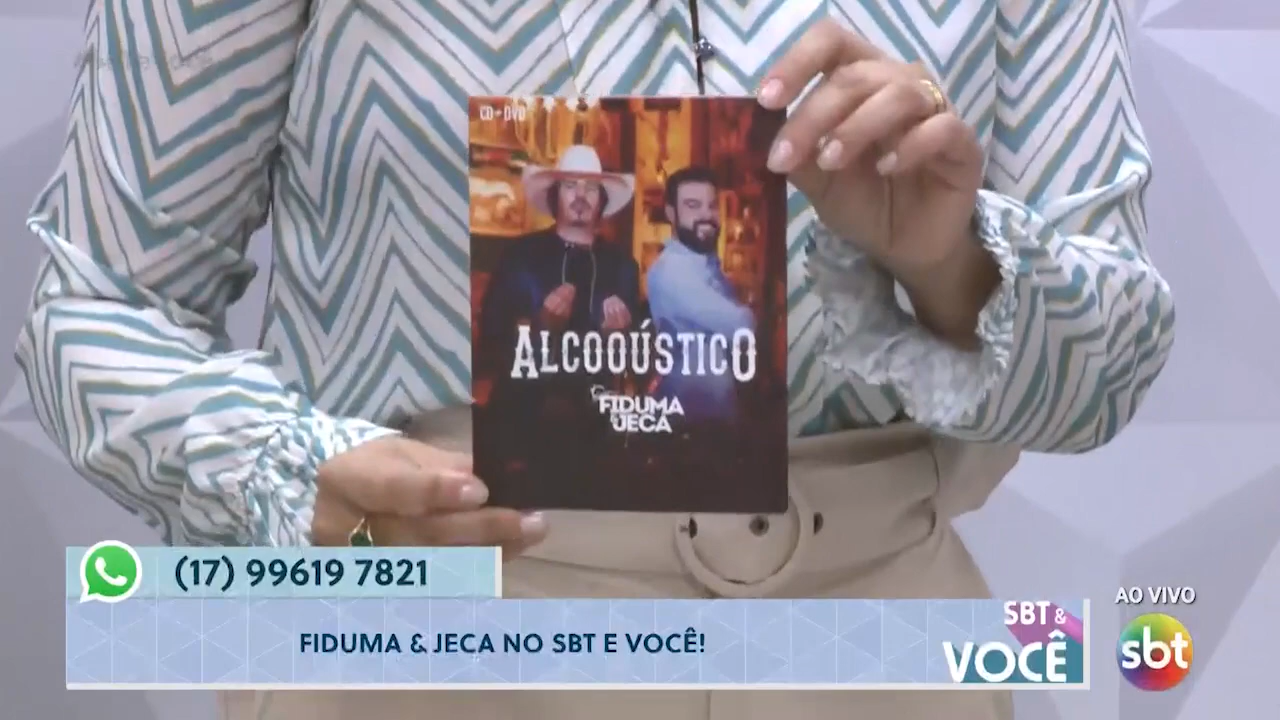 CD + DVD
ALCOOÚSTICO
FIDUMA
& JECA
(17) 99619 7821
FIDUMA & JECA NO SBT E VOCÊ!
SBT &
VOCÊ
AO VIVO
sbt